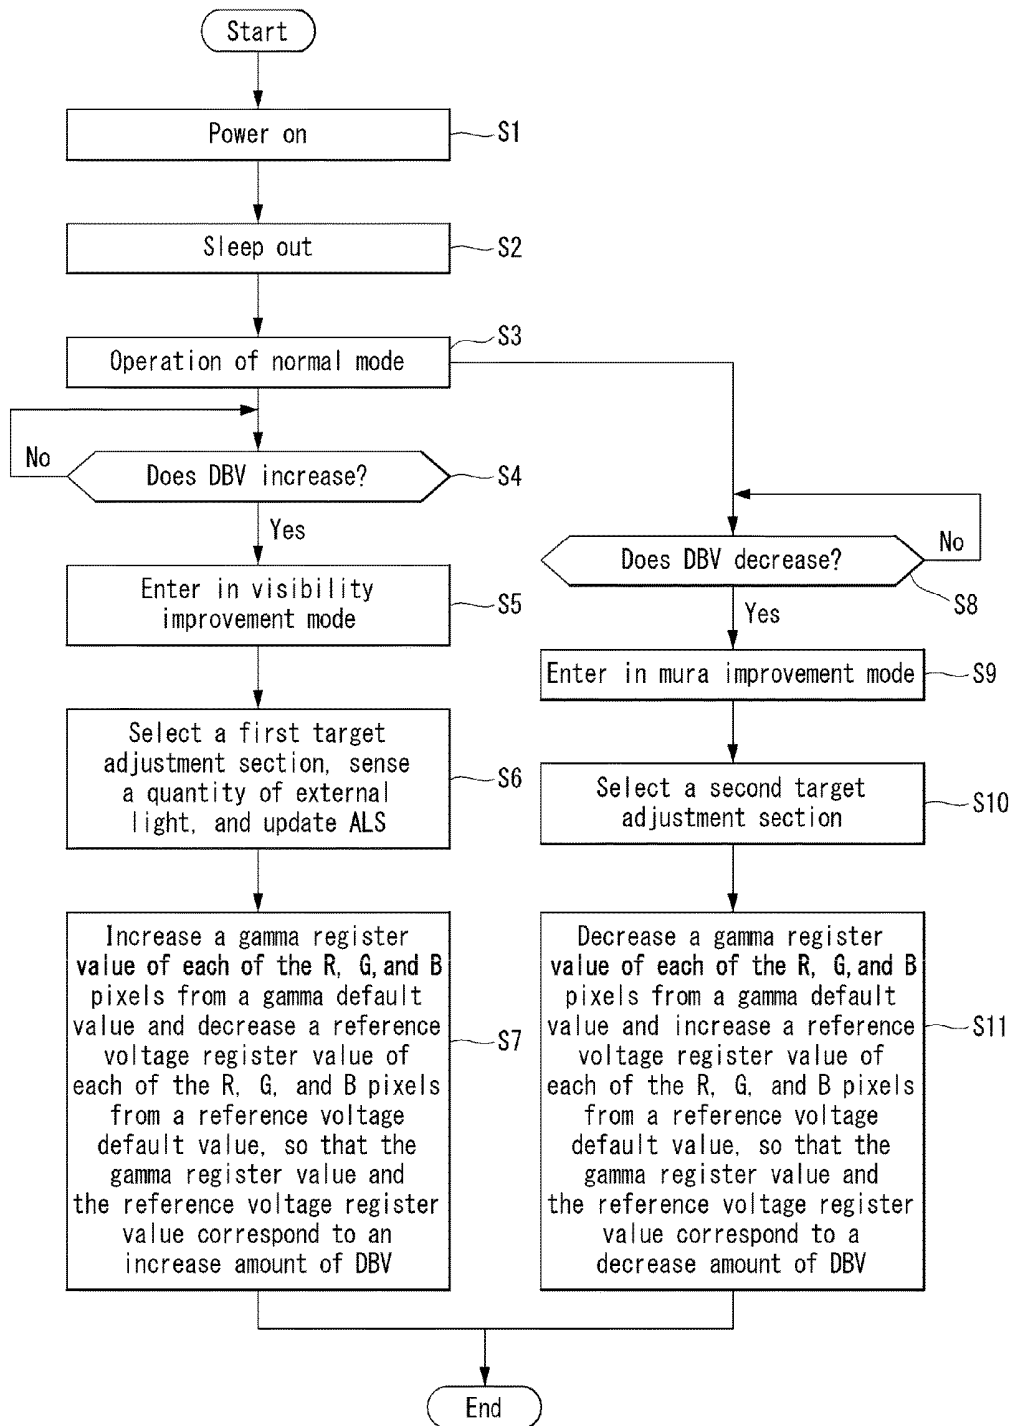 Start
Power on
S1
Sleep out
S2
Operation of normal mode
S3
No
Does DBV increase?
S4
Yes
Enter in visibility
improvement mode
S5
Select a first target
adjustment section, sense
a quantity of external
light, and update ALS
S6
Increase a gamma register
value of each of the R, G, and B
pixels from a gamma default
value and decrease a reference
voltage register value of
each of the R, G, and B pixels
from a reference voltage
default value, so that the
gamma register value and
the reference voltage register
value correspond to an
increase amount of DBV
S7
Does DBV decrease?
No
S8
Yes
Enter in mura improvement mode
S9
Select a second target
adjustment section
S10
Decrease a gamma register
value of each of the R, G, and B
pixels from a gamma default
value and increase a reference
voltage register value of
each of the R, G, and B pixels
from a reference voltage
default value, so that the
gamma register value and
the reference voltage register
value correspond to a
decrease amount of DBV
S11
End